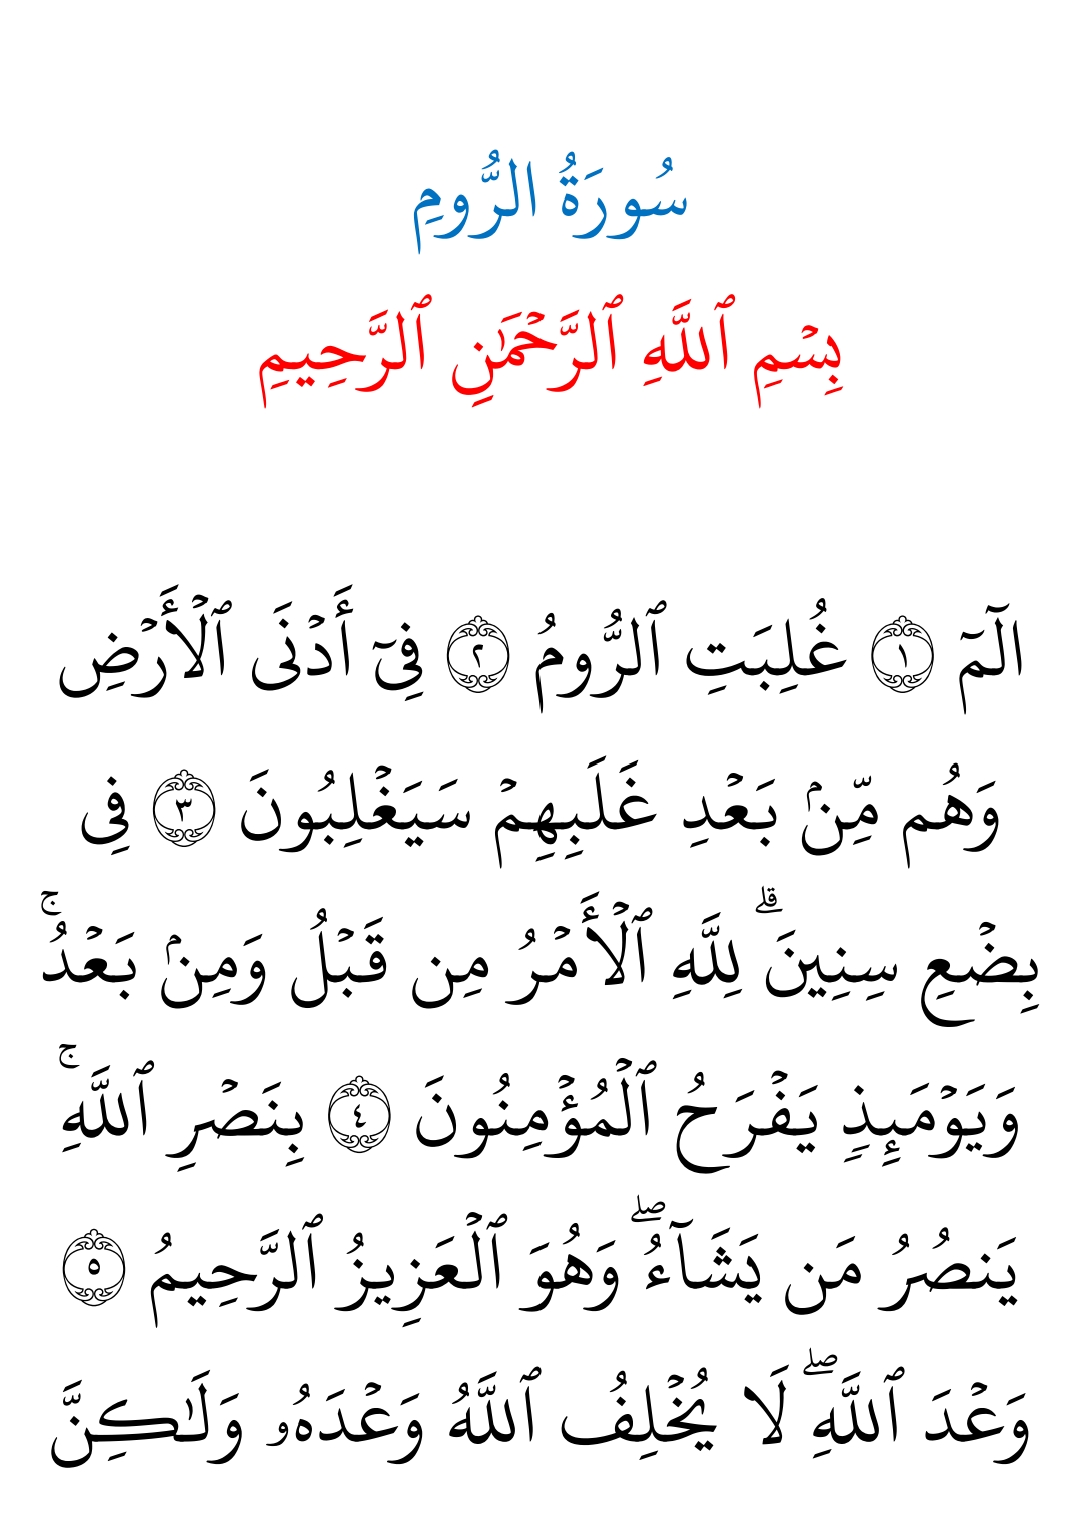 سُورَةُ الرُّومِ
بِسۡمِ ٱللَّهِ ٱلرَّحۡمَٰنِ ٱلرَّحِيمِ
الٓمٓ ١ غُلِبَتِ ٱلرُّومُ ٢ فِيٓ أَدۡنَى ٱلۡأَرۡضِ
وَهُم مِّنۢ بَعۡدِ غَلَبِهِمۡ سَيَغۡلِبُونَ ٣ فِي
بِضۡعِ سِنِينَۗ لِلَّهِ ٱلۡأَمۡرُ مِن قَبۡلُ وَمِنۢ بَعۡدُۚ
وَيَوۡمَئِذٖ يَفۡرَحُ ٱلۡمُؤۡمِنُونَ ٤ بِنَصۡرِ ٱللَّهِۚ
يَنصُرُ مَن يَشَآءُۖ وَهُوَ ٱلۡعَزِيزُ ٱلرَّحِيمُ ٥
وَعۡدَ ٱللَّهِۖ لَا يُخۡلِفُ ٱللَّهُ وَعۡدَهُۥ وَلَٰكِنَّ